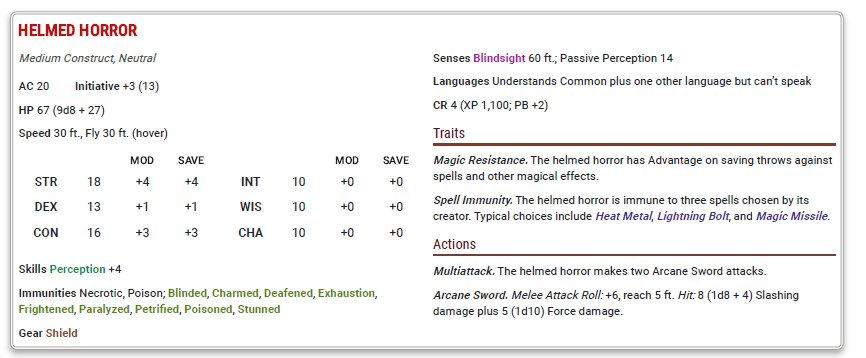 HELMED HORROR
Medium Construct, Neutral
AC 20 Initiative +3 (13)
HP 67 (9d8 + 27)
Speed 30 ft., Fly 30 ft. (hover)
MOD SAVE MOD SAVE
STR 18 +4 +4 INT 10 +0 +0
DEX 13 +1 +1 WIS 10 +0 +0
CON 16 +3 +3 CHA 10 +0 +0
Skills Perception +4
Immunities Necrotic, Poison; Blinded, Charmed, Deafened, Exhaustion,
Frightened, Paralyzed, Petrified, Poisoned, Stunned
Gear Shield
Senses Blindsight 60 ft.; Passive Perception 14
Languages Understands Common plus one other language but can't speak
CR 4 (XP 1,100; PB +2)
Traits
Magic Resistance. The helmed horror has Advantage on saving throws against
spells and other magical effects.
Spell Immunity. The helmed horror is immune to three spells chosen by its
creator. Typical choices include Heat Metal, Lightning Bolt, and Magic Missile.
Actions
Multiattack. The helmed horror makes two Arcane Sword attacks.
Arcane Sword. Melee Attack Roll: +6, reach 5 ft. Hit: 8 (1d8 + 4) Slashing
damage plus 5 (1d10) Force damage.